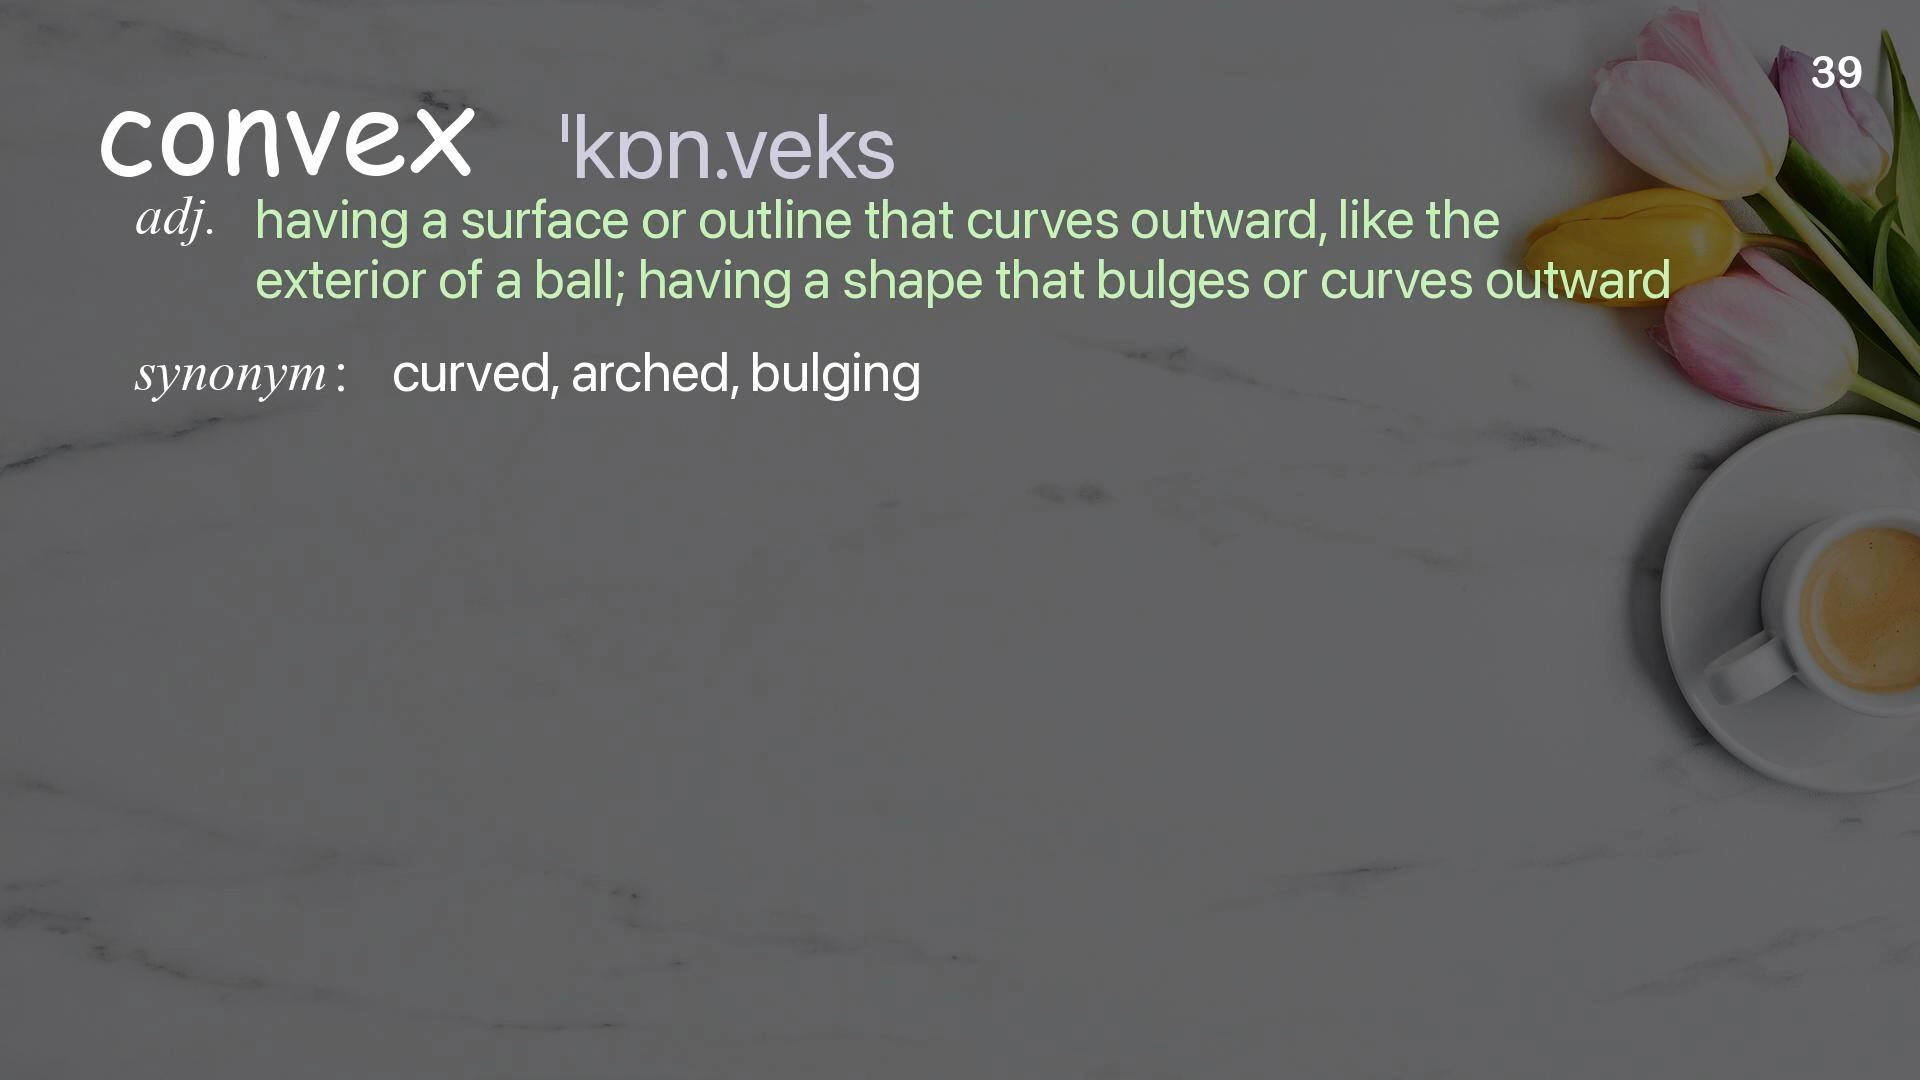 39
convex ˈkɒn.veks
adj. having a surface or outline that curves outward, like the
exterior of a ball; having a shape that bulges or curves outward
synonym : curved, arched, bulging